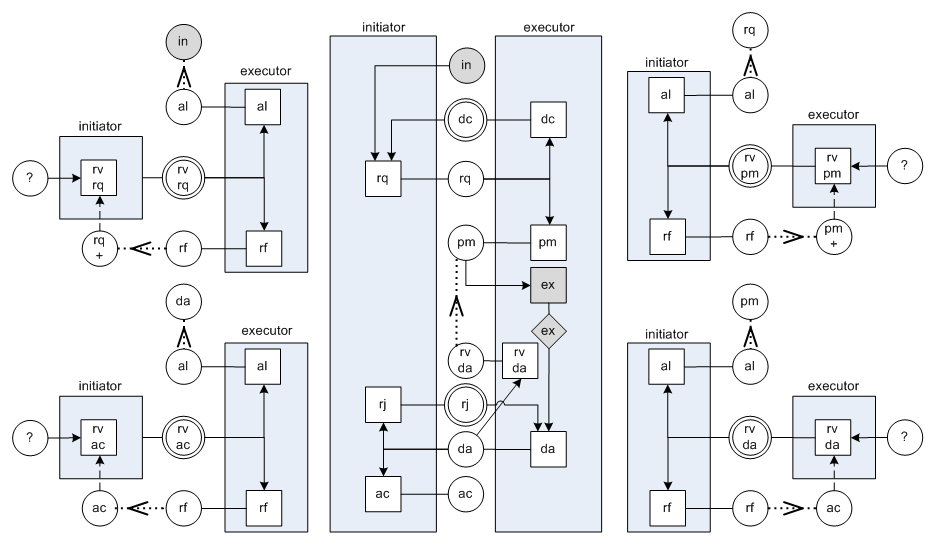 in
al
executor
al
initiator
?
rv
rq
rv
rq
rq
+
rf
rf
initiator
executor
in
dc
dc
rq
rq
pm
pm
ex
ex
rv
da
rv
da
rj
rj
da
da
ac
ac
rq
initiator
al
al
executor
rv
pm
rv
pm
?
rf
rf
pm
+
da
executor
al
al
initiator
?
rv
ac
rv
ac
ac
rf
rf
pm
initiator
al
al
executor
rv
da
rv
da
?
rf
rf
ac